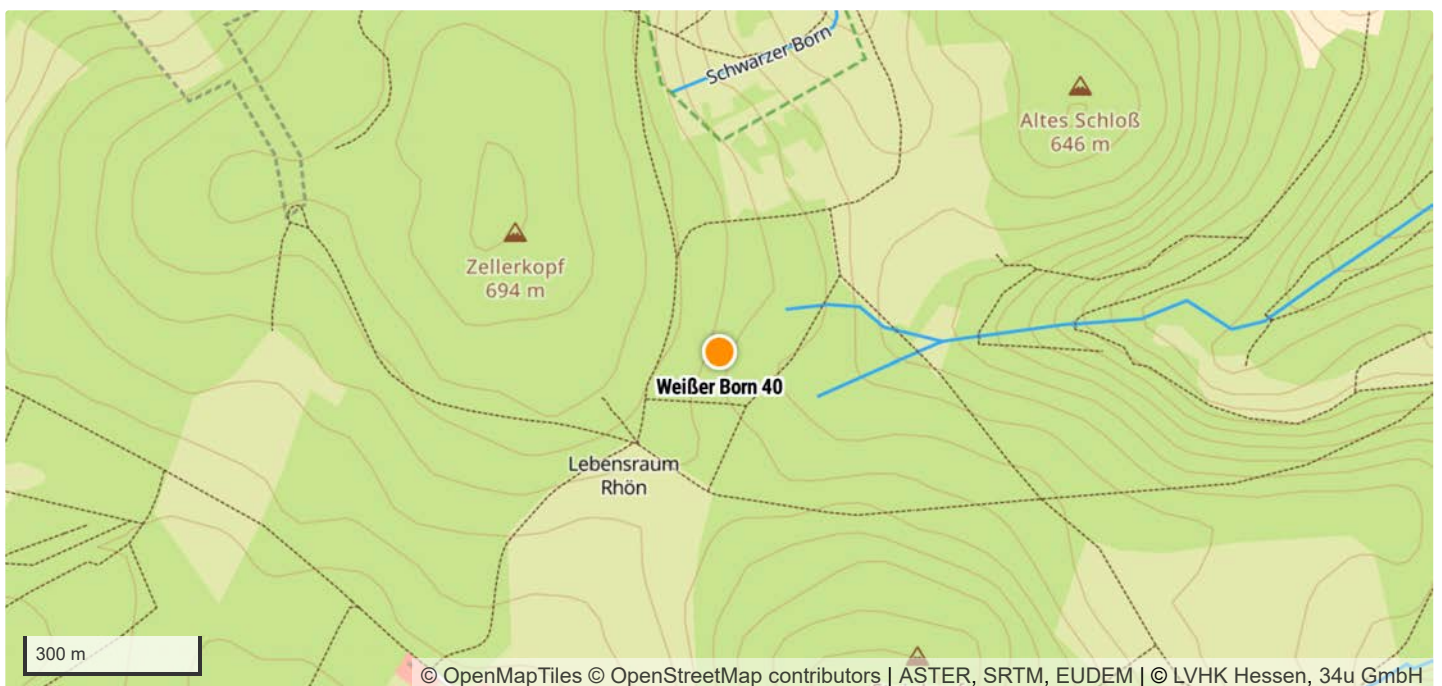 Schwarzer Born
Altes Schloß
646 m
Zellerkopf
694 m
Weißer Born 40
Lebensraum
Rhön
300 m
© OpenMapTiles © OpenStreetMap contributors | ASTER, SRTM, EUDEM | © LVHK Hessen, 34u GmbH